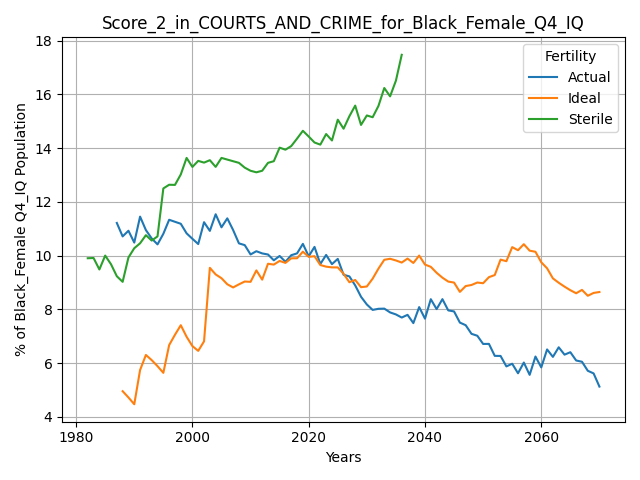 Score_2_in_COURTS_AND_CRIME_for_Black_Female_Q4_IQ
% of Black_Female Q4_IQ Population
18
16
14
12
10
8
6
4
Fertility
Actual
Ideal
Sterile
1980
2000
2020
2040
2060
Years